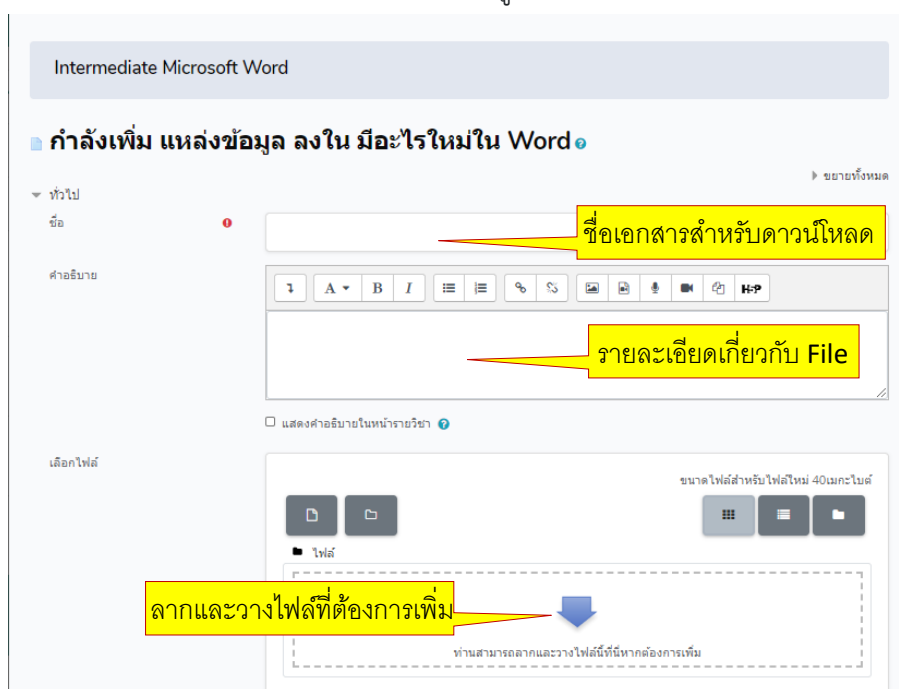 Intermediate Microsoft Word
กำลังเพิ่ม แหล่งข้อมูล ลงใน มีอะไรใหม่ใน Word
ขยายทั้งหมด
ทั่วไป
ชื่อ
ชื่อเอกสารสำหรับดาวน์โหลด
คำอธิบาย
A B I H5P
รายละเอียดเกี่ยวกับ File
แสดงคำอธิบายในหน้ารายวิชา
เลือกไฟล์
ขนาดไฟล์สำหรับไฟล์ใหม่ 40เมกะไบต์
ไฟล์
ลากและวางไฟล์ที่ต้องการเพิ่ม
ท่านสามารถลากและวางไฟล์นี้ที่นี่หากต้องการเพิ่ม